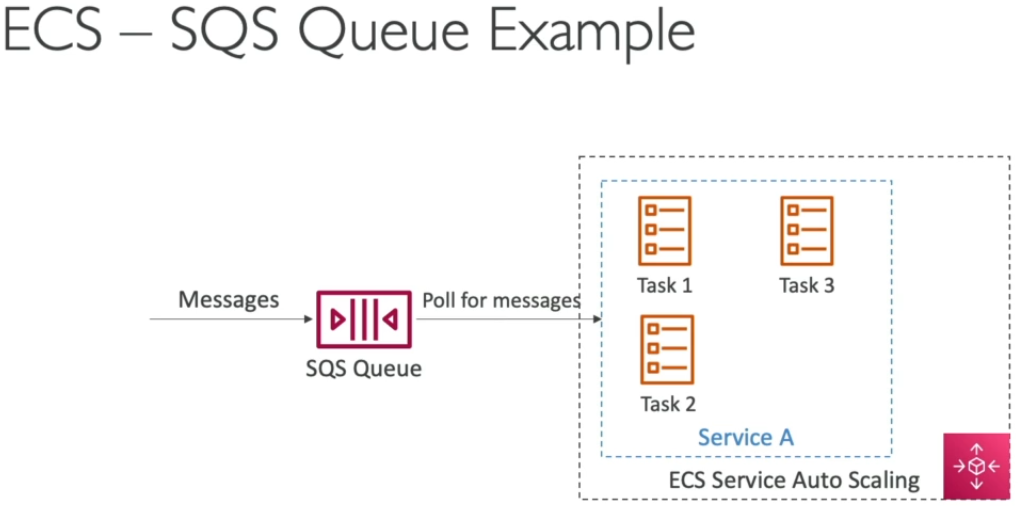 ECS – SQS Queue Example
Messages
SQS Queue
Poll for messages
Task 1
Task 3
Task 2
Service A
ECS Service Auto Scaling